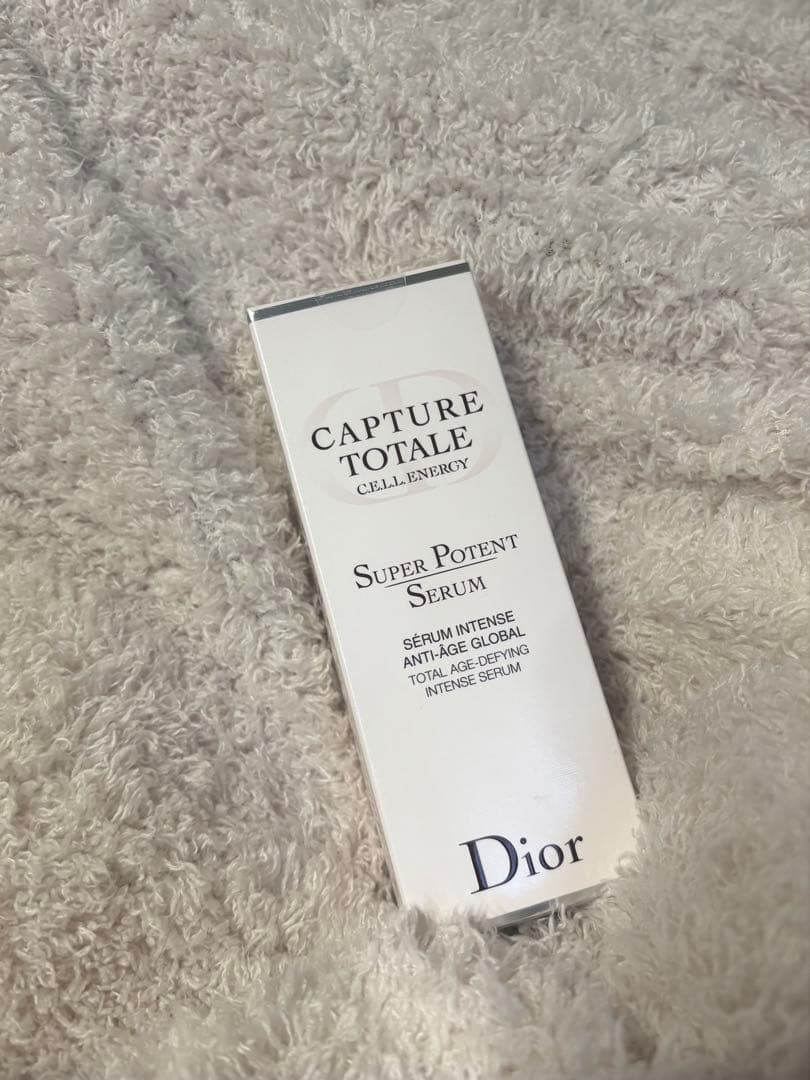 CAPTURE
TOTALE
C.E.L.L. ENERGY
SUPER POTENT
SERUM
SÉRUM INTENSE
ANTI-ÂGE GLOBAL
TOTAL AGE-DEFYING
INTENSE SERUM
Dior